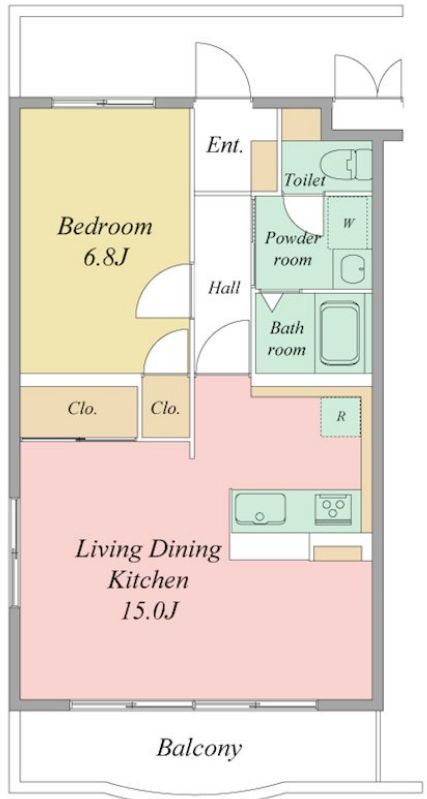 Ent.
Toilet
Bedroom
6.8J
W
Powder
room
Hall
Bath
room
Clo.
Clo.
R
Living Dining
Kitchen
15.0J
Balcony